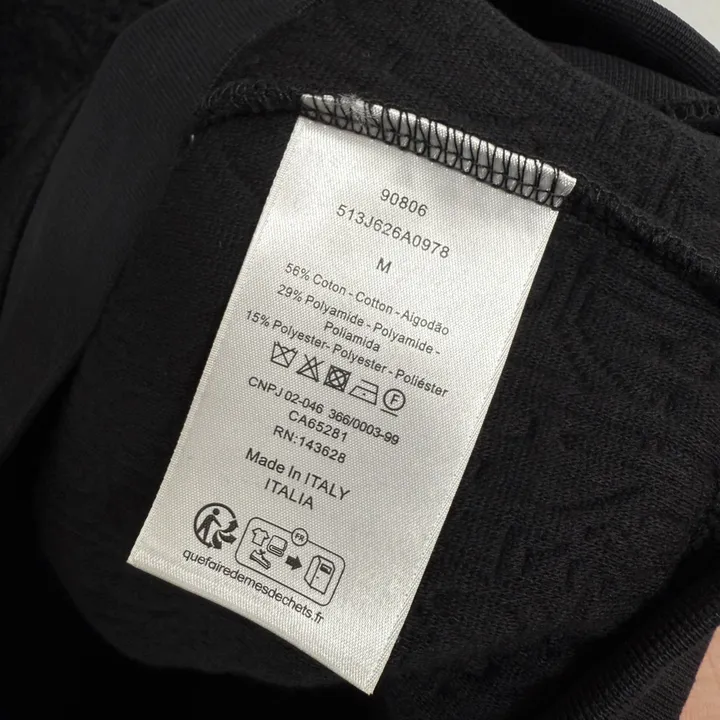 90806
513J626A0978
M
56% Coton - Cotton - Algodão
29% Polyamide - Polyamide -
Poliamida
15% Polyester- Polyester - Poliéster
F
CNPJ 02-046 366/0003-99
CA65281
RN:143628
Made In ITALY
ITALIA
FR
quefairedemesdechets.fr